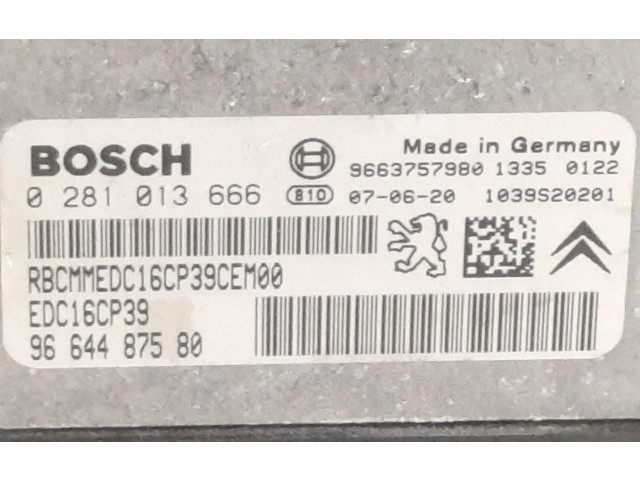 BOSCH
Made in Germany
9663757980 1335 0122
0 281 013 666 810 07-06-20 1039S20201
RBCMMEDC16CP39CEM00
EDC16CP39
96 644 875 80